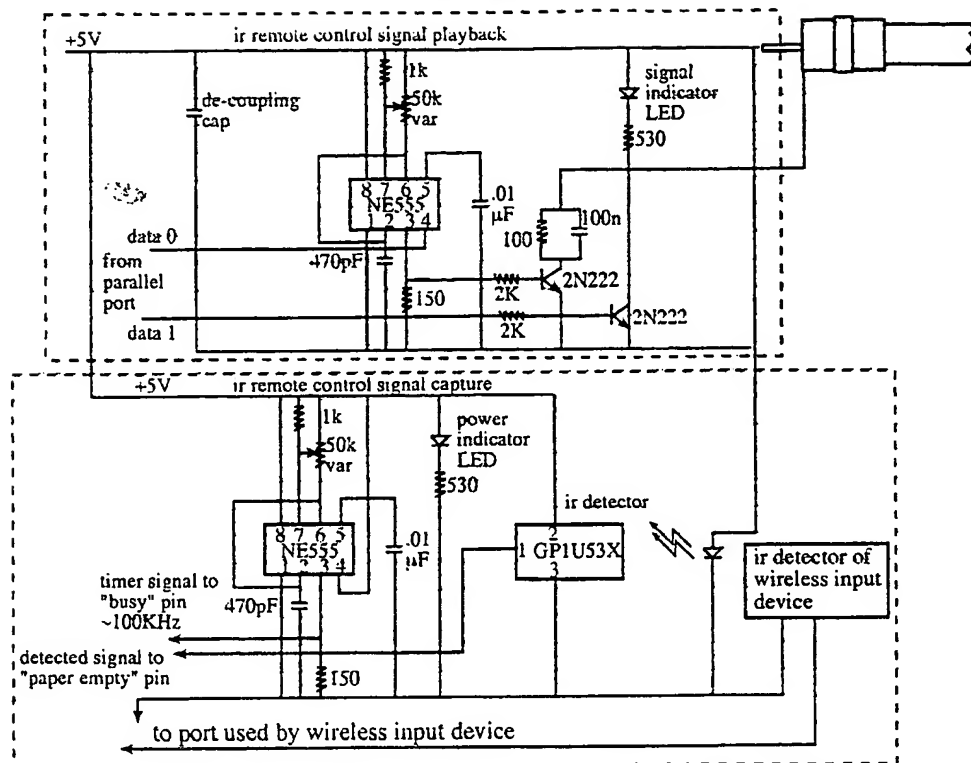 +5V
ir remote control signal playback
1k
50k
var
de-coupling
cap
signal
indicator
LED
530
8 7 6 5
NE555
1 2 3 4
.01
µF
100
100n
data 0
from
parallel
port
data 1
470pF
150
2K
2N222
2K
2N222
+5V
ir remote control signal capture
1k
50k
var
power
indicator
LED
530
ir detector
8 7 6 5
NE555
1 2 3 4
.01
µF
2
1 GP1U53X
3
ir detector of
wireless input
device
timer signal to
"busy" pin
~100KHz
470pF
detected signal to
"paper empty" pin
150
to port used by wireless input device